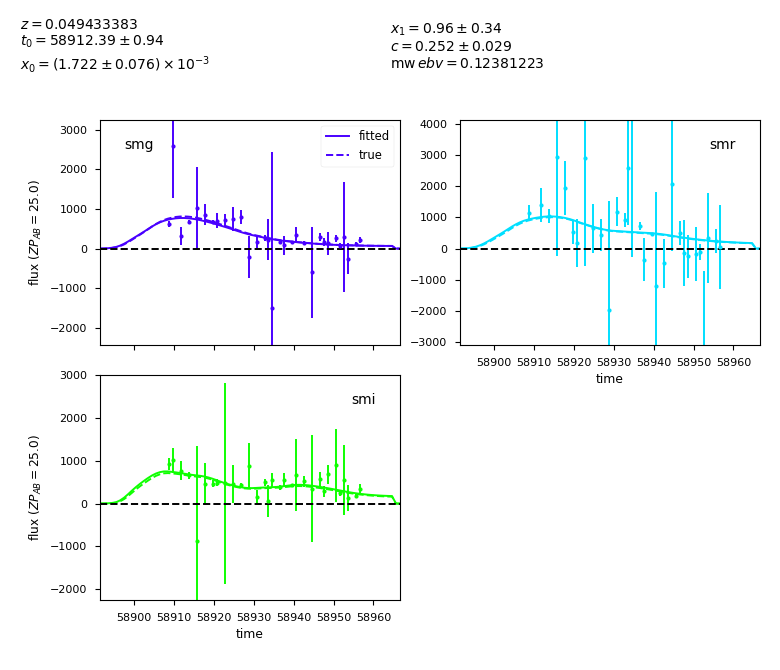 z = 0.049433383
t₀ = 58912.39 ± 0.94
x₀ = (1.722 ± 0.076) × 10⁻³
x₁ = 0.96 ± 0.34
c = 0.252 ± 0.029
mw ebv = 0.12381223
smg
fitted
true
3000
2000
1000
0
−1000
−2000
flux (ZP_AB = 25.0)
smr
4000
3000
2000
1000
0
−1000
−2000
−3000
58900 58910 58920 58930 58940 58950 58960
time
smi
3000
2000
1000
0
−1000
−2000
flux (ZP_AB = 25.0)
58900 58910 58920 58930 58940 58950 58960
time